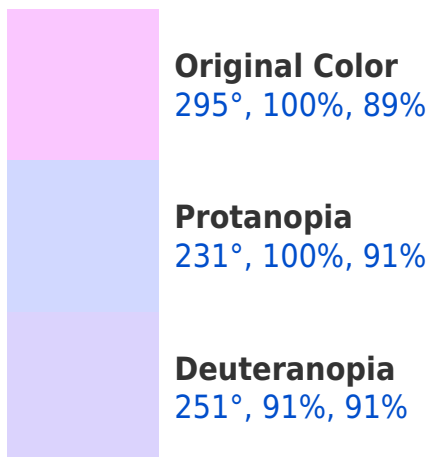 Original Color
295°, 100%, 89%
Protanopia
231°, 100%, 91%
Deuteranopia
251°, 91%, 91%